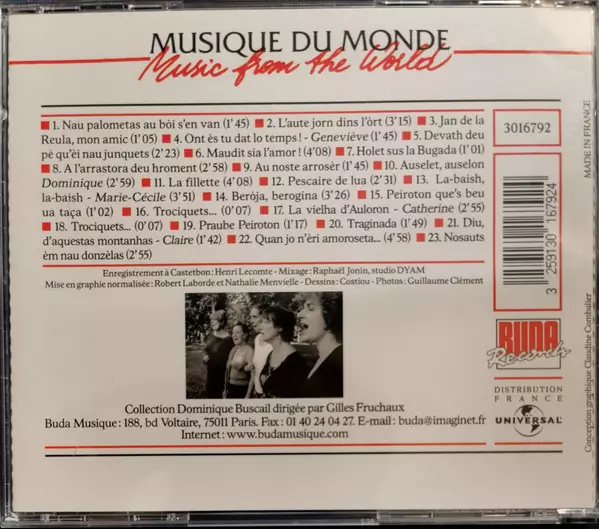 MUSIQUE DU MONDE
Music from the World
■ 1. Nau palometas au bòi s'en van (1'45) ■ 2. L'aute jorn dins l'òrt (3'15) ■ 3. Jan de la
Reula, mon amic (1'05) ■ 4. Ont ès tu dat lo temps! - Geneviève (1'45) ■ 5. Devath deu
pè qu'èi nau junquets (2'23) ■ 6. Maudit sia l'amor! (4'08) ■ 7. Holet sus la Bugada (1'01)
■ 8. A l'arrastora deu hroment (2'58) ■ 9. Au noste arrosèr (1'45) ■ 10. Auselet, auselon
Dominique (2'59) ■ 11. La fillette (4'08) ■ 12. Pescaire de lua (2'31) ■ 13. La-baish,
la-baish - Marie-Cécile (3'51) ■ 14. Beròja, berogina (3'26) ■ 15. Peiroton que's beu
ua taça (1'02) ■ 16. Trociquets... (0'07) ■ 17. La vielha d'Auloron - Catherine (2'55)
■ 18. Trociquets... (0'07) ■ 19. Praube Peiroton (1'17) ■ 20. Traginada (1'49) ■ 21. Diu,
d'aquestas montanhas - Claire (1'42) ■ 22. Quan jo n'èri amoroseta... (4'58) ■ 23. Nosauts
èm nau donzèlas (2'55)
Enregistrement à Castetbon : Henri Lecomte - Mixage : Raphaël Jonin, studio DYAM
Mise en graphie normalisée : Robert Laborde et Nathalie Menvielle - Dessins : Costiou - Photos : Guillaume Clément
Collection Dominique Buscail dirigée par Gilles Fruchaux
Buda Musique : 188, bd Voltaire, 75011 Paris. Fax : 01 40 24 04 27. E-mail : buda@imaginet.fr
Internet : www.budamusique.com
3016792
3 259130 167924
BUDA
Records
DISTRIBUTION
FRANCE
UNIVERSAL
MADE IN FRANCE
Conception graphique Claudine Combalier